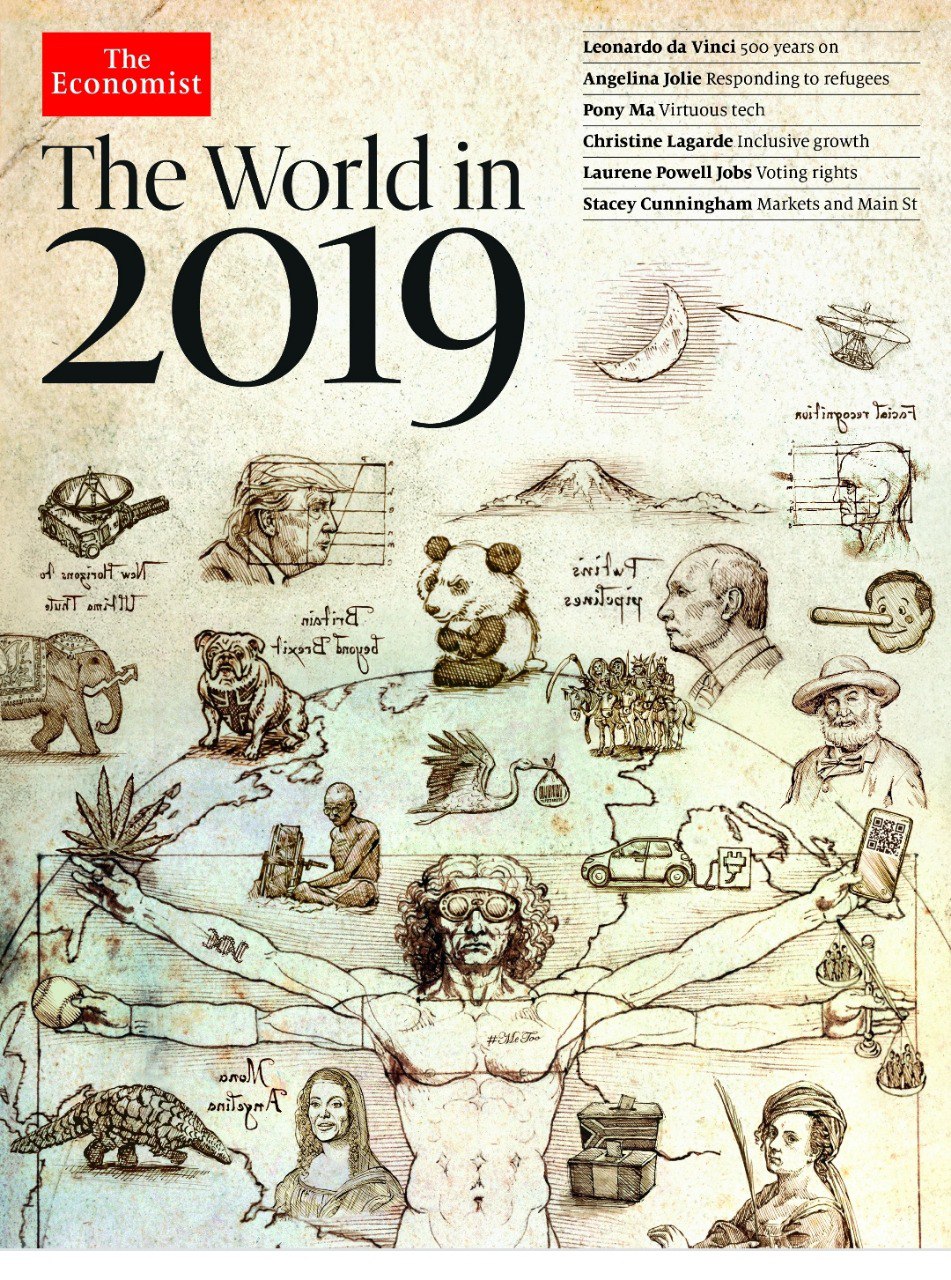 The
Economist
The World in
2019
Leonardo da Vinci 500 years on
Angelina Jolie Responding to refugees
Pony Ma Virtuous tech
Christine Lagarde Inclusive growth
Laurene Powell Jobs Voting rights
Stacey Cunningham Markets and Main St
Facial recognition
New Horizons to
Ultima Thule
Putin's
pipelines
Britain
beyond Brexit
#MeToo
Mona
Angelina